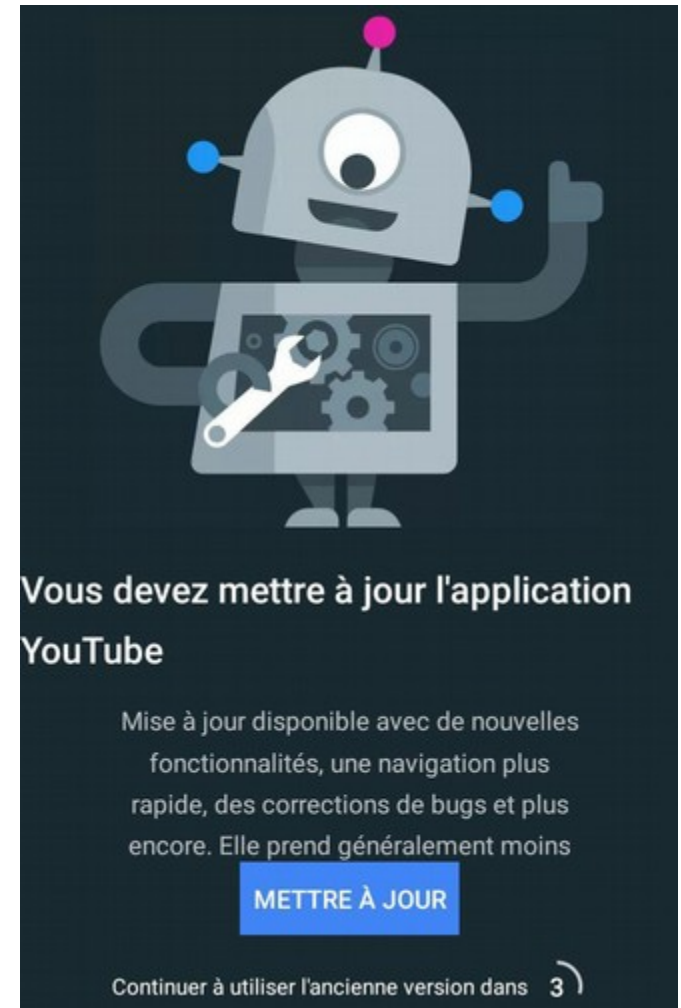 Vous devez mettre à jour l'application
YouTube
Mise à jour disponible avec de nouvelles
fonctionnalités, une navigation plus
rapide, des corrections de bugs et plus
encore. Elle prend généralement moins
METTRE À JOUR
Continuer à utiliser l'ancienne version dans 3